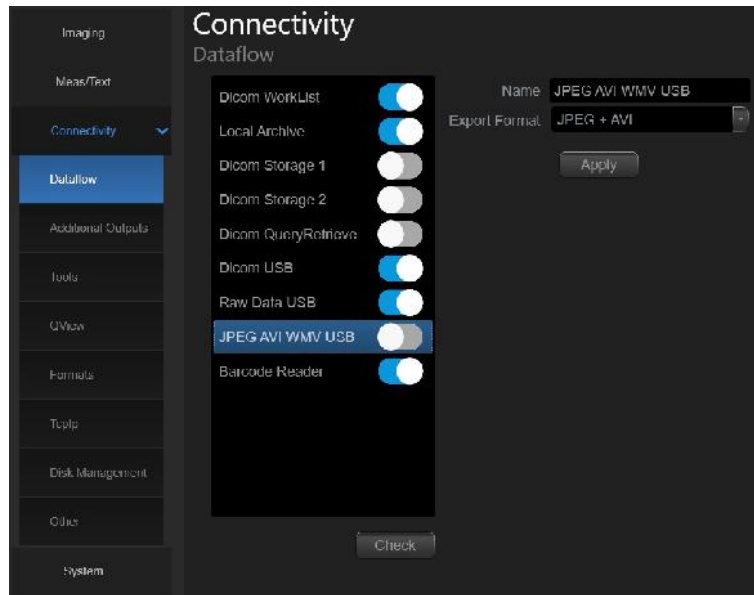 Connectivity
Dataflow
Imaging
Meas/Text
Connectivity
Dataflow
Additional Outputs
Tools
QView
Formats
TcpIp
Disk Management
Other
System
Dicom WorkList
Local Archive
Dicom Storage 1
Dicom Storage 2
Dicom QueryRetrieve
Dicom USB
Raw Data USB
JPEG AVI WMV USB
Barcode Reader
Check
Name JPEG AVI WMV USB
Export Format JPEG + AVI
Apply